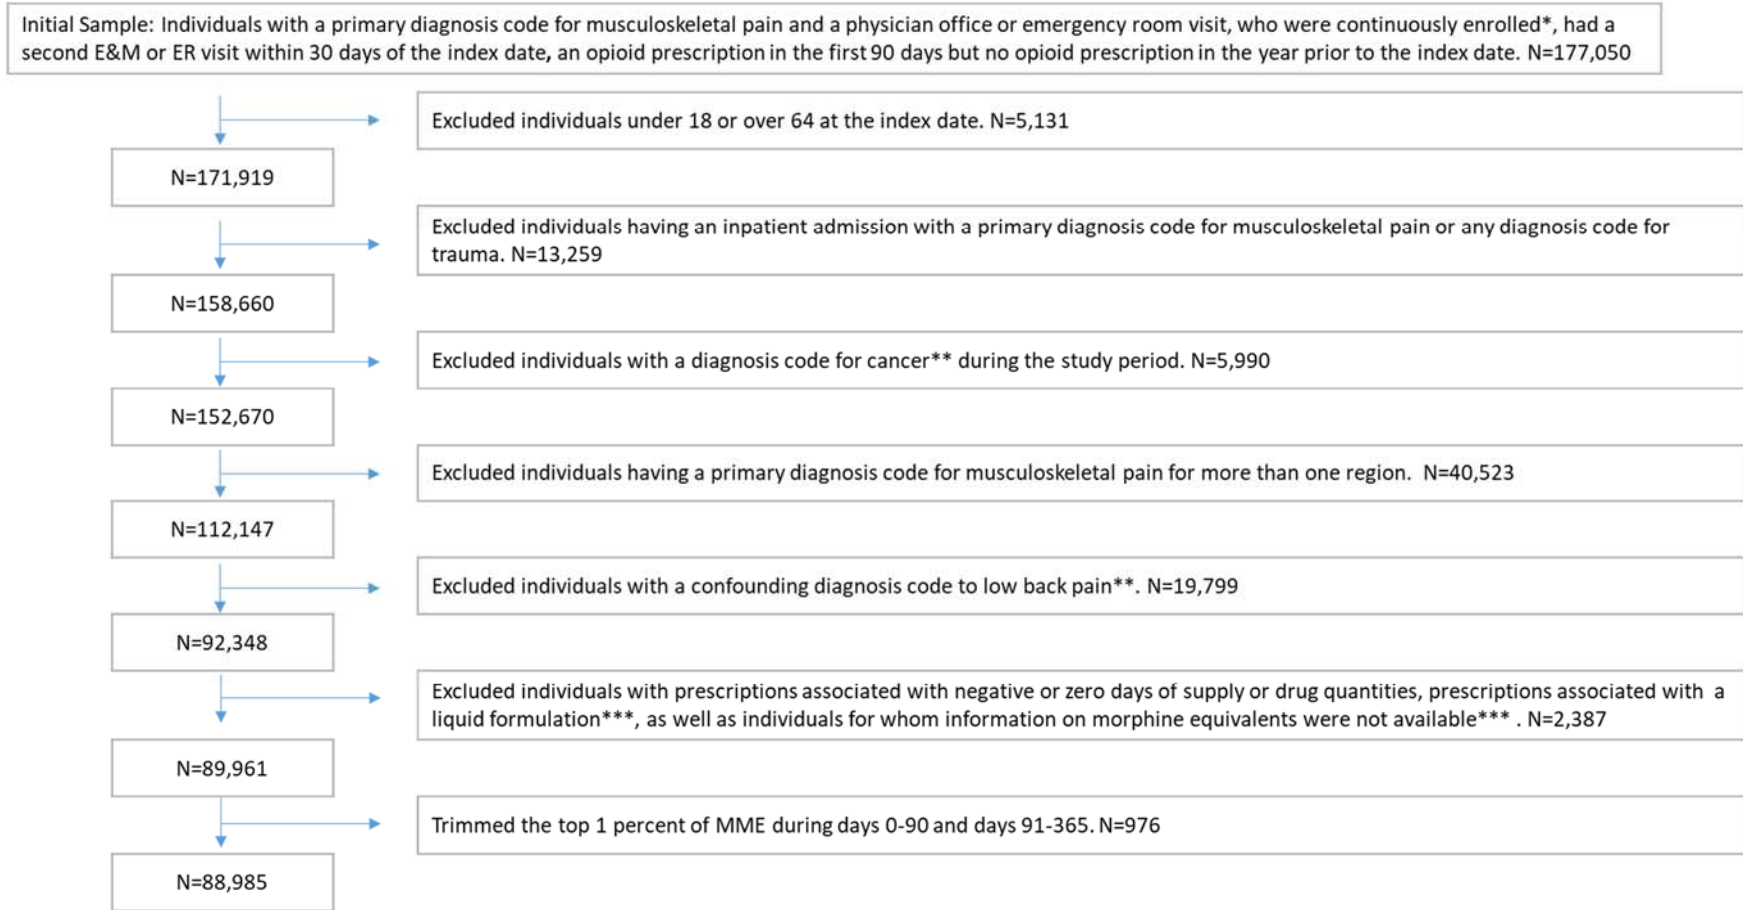 Initial Sample: Individuals with a primary diagnosis code for musculoskeletal pain and a physician office or emergency room visit, who were continuously enrolled*, had a
second E&M or ER visit within 30 days of the index date, an opioid prescription in the first 90 days but no opioid prescription in the year prior to the index date. N=177,050
Excluded individuals under 18 or over 64 at the index date. N=5,131
N=171,919
Excluded individuals having an inpatient admission with a primary diagnosis code for musculoskeletal pain or any diagnosis code for
trauma. N=13,259
N=158,660
Excluded individuals with a diagnosis code for cancer** during the study period. N=5,990
N=152,670
Excluded individuals having a primary diagnosis code for musculoskeletal pain for more than one region. N=40,523
N=112,147
Excluded individuals with a confounding diagnosis code to low back pain**. N=19,799
N=92,348
Excluded individuals with prescriptions associated with negative or zero days of supply or drug quantities, prescriptions associated with a
liquid formulation***, as well as individuals for whom information on morphine equivalents were not available*** . N=2,387
N=89,961
Trimmed the top 1 percent of MME during days 0-90 and days 91-365. N=976
N=88,985